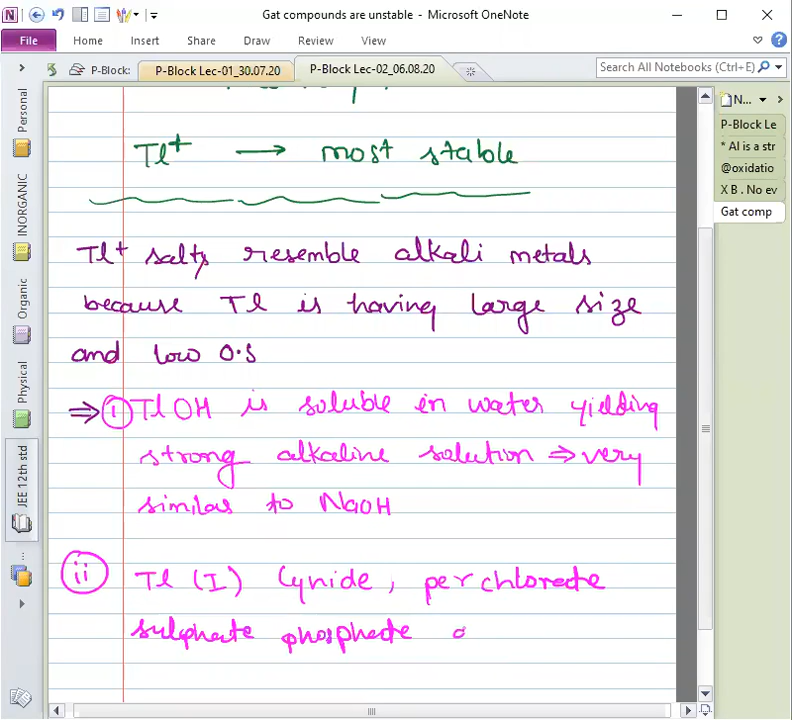 Gat compounds are unstable - Microsoft OneNote
File Home Insert Share Draw Review View
P-Block: P-Block Lec-01_30.07.20 P-Block Lec-02_06.08.20 Search All Notebooks (Ctrl+E)
Personal
INORGANIC
Organic
Physical
JEE 12th std
N...
P-Block Le
* Al is a str
@oxidatio
X B . No ev
Gat comp
Tl+ → most stable
Tl+ salts resemble alkali metals
because Tl is having large size
and low O.S
⇒ (i) TlOH is soluble in water yielding
strong alkaline solution ⇒ very
similar to NaOH
(ii) Tl (I) Cynide, perchlorate
sulphate phosphate